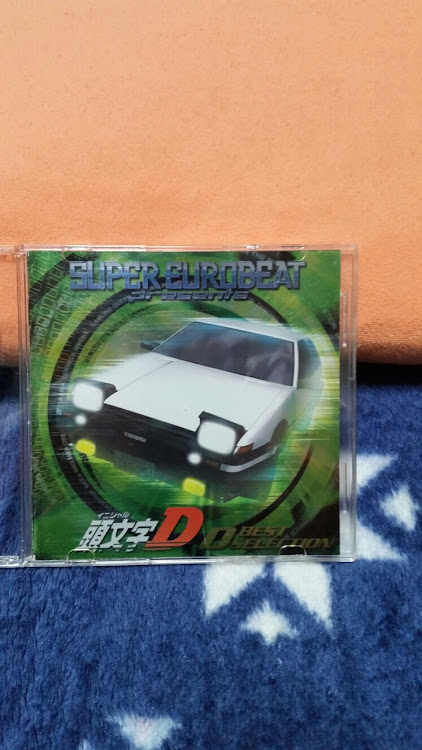 SUPER EUROBEAT
presents
イニシャル
頭文字D
D BEST
SELECTION